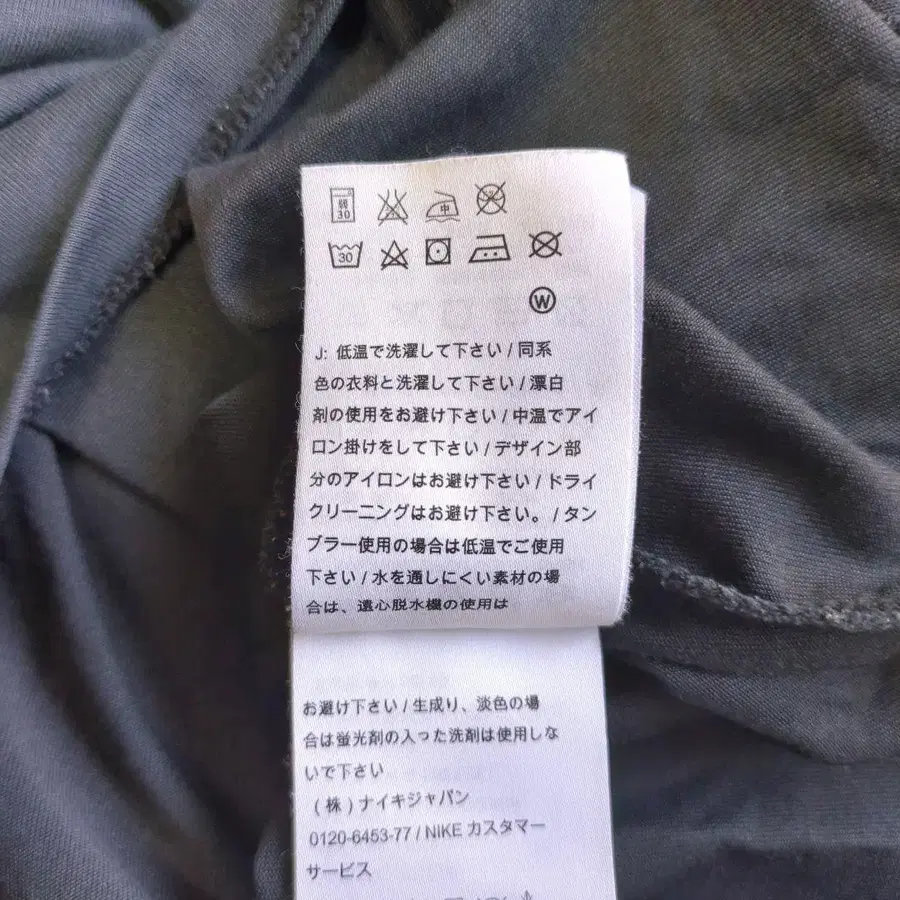 弱
30
中
30
W
J: 低温で洗濯して下さい / 同系
色の衣料と洗濯して下さい / 漂白
剤の使用をお避け下さい / 中温でアイ
ロン掛けをして下さい / デザイン部
分のアイロンはお避け下さい / ドライ
クリーニングはお避け下さい。 / タン
ブラー使用の場合は低温でご使用
下さい / 水を通しにくい素材の場
合は、遠心脱水機の使用は
お避け下さい / 生成り、淡色の場
合は蛍光剤の入った洗剤は使用しな
いで下さい
(株) ナイキジャパン
0120-6453-77 / NIKE カスタマー
サービス